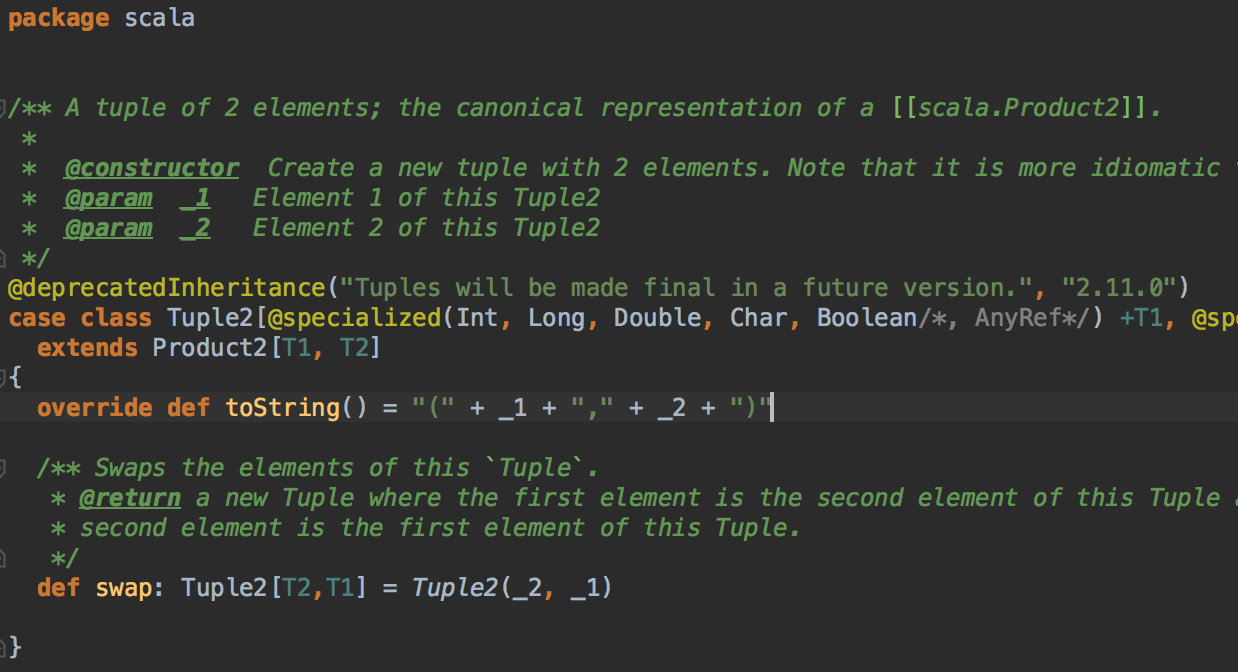 package scala
/** A tuple of 2 elements; the canonical representation of a [[scala.Product2]].
 *
 *  @constructor  Create a new tuple with 2 elements. Note that it is more idiomatic
 *  @param  _1   Element 1 of this Tuple2
 *  @param  _2   Element 2 of this Tuple2
 */
@deprecatedInheritance("Tuples will be made final in a future version.", "2.11.0")
case class Tuple2[@specialized(Int, Long, Double, Char, Boolean/*, AnyRef*/) +T1, @sp
  extends Product2[T1, T2]
{
  override def toString() = "(" + _1 + "," + _2 + ")"
  /** Swaps the elements of this `Tuple`.
   * @return a new Tuple where the first element is the second element of this Tuple
   * second element is the first element of this Tuple.
   */
  def swap: Tuple2[T2,T1] = Tuple2(_2, _1)
}